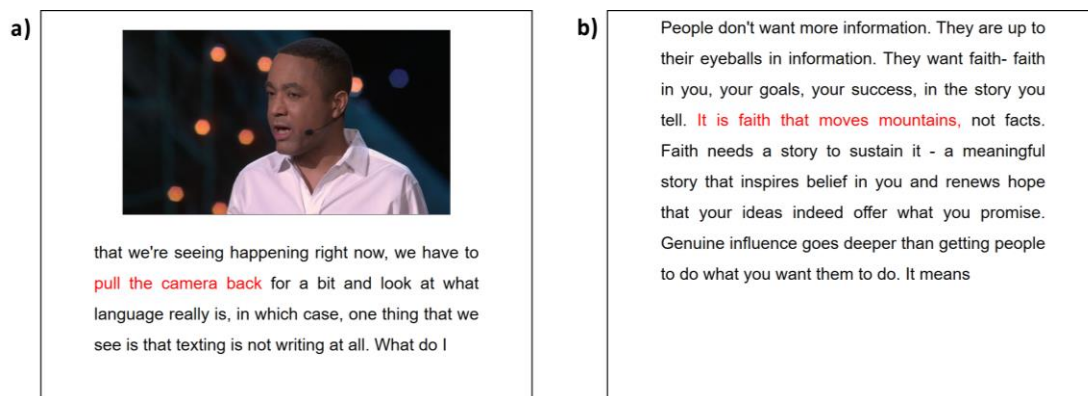 a)
that we're seeing happening right now, we have to
pull the camera back for a bit and look at what
language really is, in which case, one thing that we
see is that texting is not writing at all. What do I
b)
People don't want more information. They are up to
their eyeballs in information. They want faith- faith
in you, your goals, your success, in the story you
tell. It is faith that moves mountains, not facts.
Faith needs a story to sustain it - a meaningful
story that inspires belief in you and renews hope
that your ideas indeed offer what you promise.
Genuine influence goes deeper than getting people
to do what you want them to do. It means